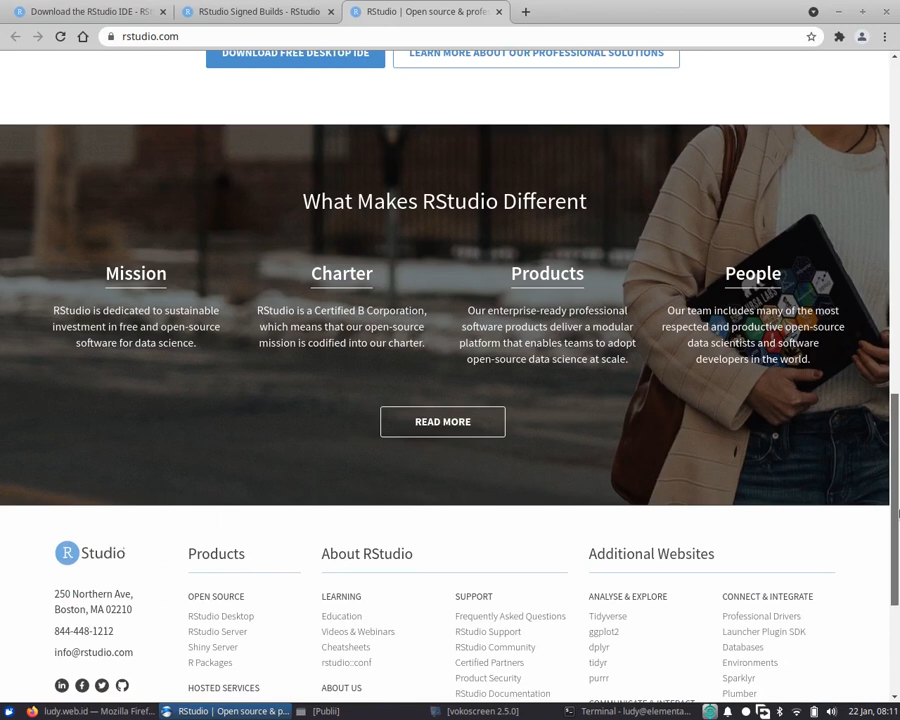 Download the RStudio IDE - RSt
RStudio Signed Builds - RStudio
RStudio | Open source & profes
rstudio.com
DOWNLOAD FREE DESKTOP IDE
LEARN MORE ABOUT OUR PROFESSIONAL SOLUTIONS
What Makes RStudio Different
Mission
RStudio is dedicated to sustainable
investment in free and open-source
software for data science.
Charter
RStudio is a Certified B Corporation,
which means that our open-source
mission is codified into our charter.
Products
Our enterprise-ready professional
software products deliver a modular
platform that enables teams to adopt
open-source data science at scale.
People
Our team includes many of the most
respected and productive open-source
data scientists and software
developers in the world.
READ MORE
R Studio
250 Northern Ave,
Boston, MA 02210
844-448-1212
info@rstudio.com
Products
OPEN SOURCE
RStudio Desktop
RStudio Server
Shiny Server
R Packages
HOSTED SERVICES
About RStudio
LEARNING
Education
Videos & Webinars
Cheatsheets
rstudio::conf
ABOUT US
SUPPORT
Frequently Asked Questions
RStudio Support
RStudio Community
Certified Partners
Product Security
RStudio Documentation
Additional Websites
ANALYSE & EXPLORE
Tidyverse
ggplot2
dplyr
tidyr
purrr
COMMUNICATE & INTERACT
CONNECT & INTEGRATE
Professional Drivers
Launcher Plugin SDK
Databases
Environments
Sparklyr
Plumber
ludy.web.id — Mozilla Firef...
RStudio | Open source & p...
[Publii]
[vokoscreen 2.5.0]
Terminal - ludy@elementa...
22 Jan, 08:11